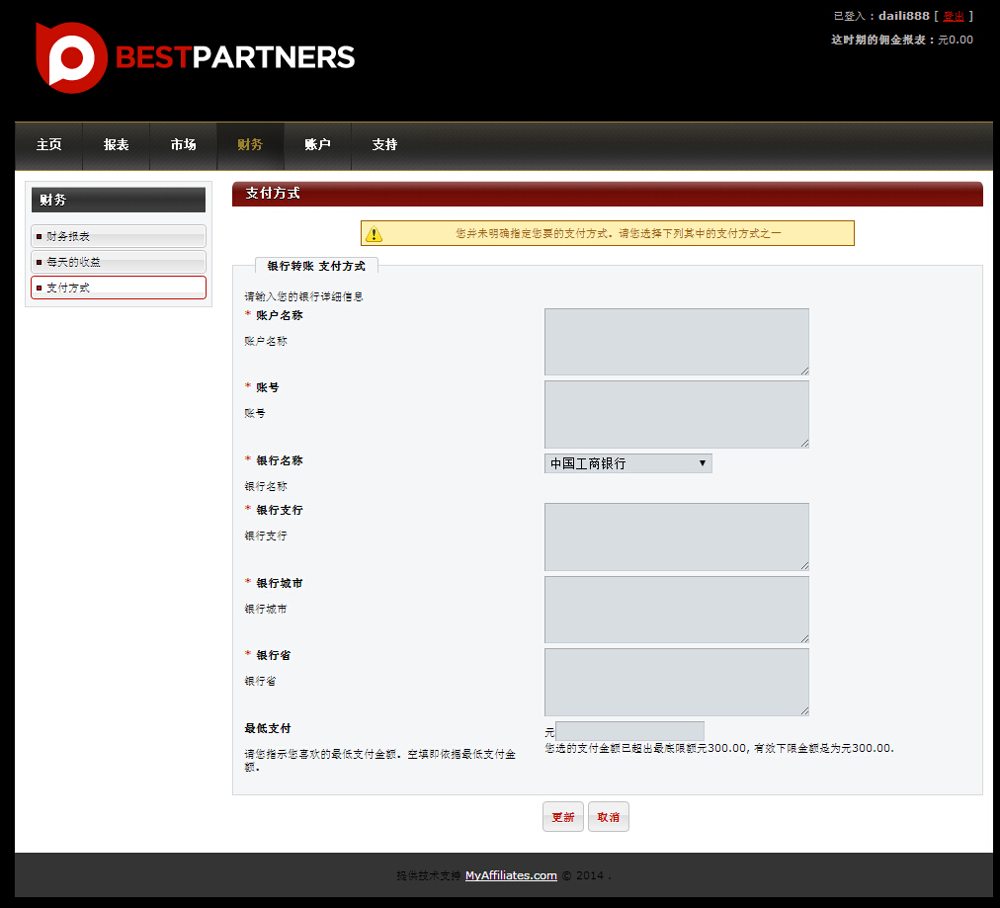 已登入 : daili888 [ 登出 ]
这时期的佣金报表 : 元0.00
BESTPARTNERS
主页 报表 市场 财务 账户 支持
财务
财务报表
每天的收益
支付方式
支付方式
您并未明确指定您要的支付方式。请您选择下列其中的支付方式之一
银行转账 支付方式
请输入您的银行详细信息
* 账户名称
账户名称
* 账号
账号
* 银行名称
中国工商银行
银行名称
* 银行支行
银行支行
* 银行城市
银行城市
* 银行省
银行省
最低支付
元
请您指示您喜欢的最低支付金额。空填即依据最低支付金
额。
您选的支付金额已超出最底限额元300.00, 有效下限金额是为元300.00.
更新 取消
提供技术支持 MyAffiliates.com © 2014 .